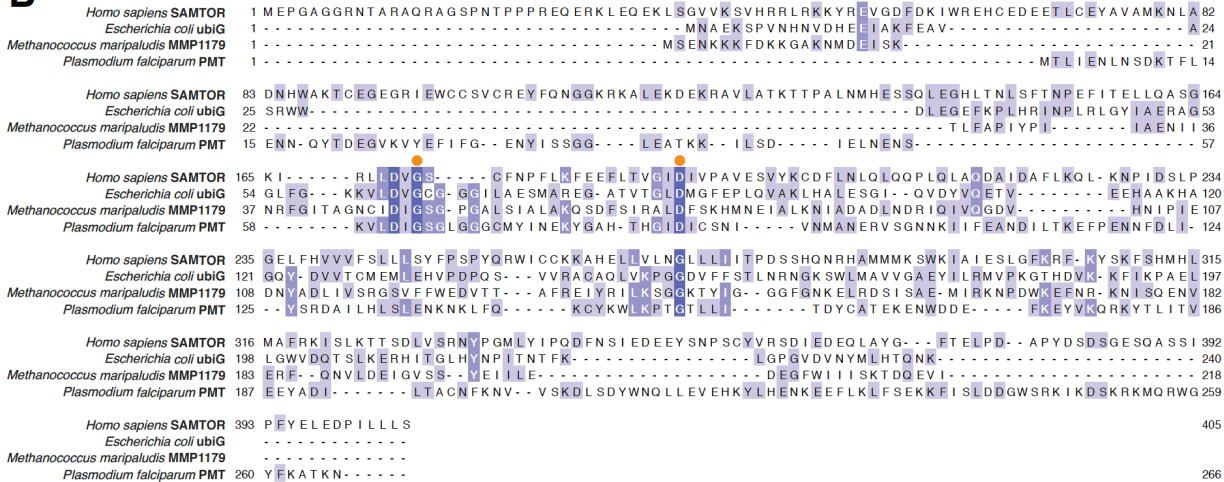 Homo sapiens SAMTOR 1 MEPGAGGRNTARAQRAGSPNTPPPREQERKLEQEKLSGVVKSVHRRLRKKYREVGDFDKIWREHCEDEETLCEYAVAMKNLA 82
Escherichia coli ubiG 1 ------------------------------------MNAEKSPVNHNVDHEEIAKFEAV----------------------A 24
Methanococcus maripaludis MMP1179 1 ----------------------------------MSENKKKFDKKGAKNMDEISK--------------------------- 21
Plasmodium falciparum PMT 1 --------------------------------------------------------------------MTLIENLNSDKTFL 14
Homo sapiens SAMTOR 83 DNHWAKTCEGEGRIEWCCSVCREYFQNGGKRKALEKDEKRAVLATKTTPALNMHESSQLEGHLTNLSFTNPEFITELLQASG 164
Escherichia coli ubiG 25 SRWW-----------------------------------------------------DLEGEFKPLHRINPLRLGYIAERAG 53
Methanococcus maripaludis MMP1179 22 ------------------------------------------------------------TLFAPIYPI------IAENII 36
Plasmodium falciparum PMT 15 ENN-QYTDEGVKVYEFIFG-ENYISSGG---LEATKK--ILSD---IELNENS----------------------------- 57
Homo sapiens SAMTOR 165 KI------RLLDVGS----CFNPFLKFEEFLTVGIDIVPAVESVYKCDFLNLQLQQPLQLAQDAIDAFLKQL-KNPIDSLP 234
Escherichia coli ubiG 54 GLFG----KKVLDVGCG-GGILAESMAREG-ATVTGLDMGFEPLQVAKLHALESGI--QVDYVQETV-------EEHAAKHA 120
Methanococcus maripaludis MMP1179 37 NRFGITAGNCIDIGSG-PGALSIALAKQSDFSIRALDFSKHMNEIALKNIADADLNDRIQIVQGDV---------HNIPIE 107
Plasmodium falciparum PMT 58 --------KVLDIGSGLGGGCMYINEKYGAH-THGIDICSNI-----VNMANERVSGNNKIIFEANDILTKEFPENNFDLI- 124
Homo sapiens SAMTOR 235 GELFHVVVFSLLLSYFPSPYQRWICCKKAHELLVLNGLLLIITPDSSHQNRHAMMMKSWKIAIESLGFKRF-KYSKFSHMHL 315
Escherichia coli ubiG 121 GQY-DVVTCMEMLEHVPDPQS----VVRACAQLVKPGGDVFFSTLNRNGKSWLMAVVGAEYILRMVPKGTHDVKK-FIKPAEL 197
Methanococcus maripaludis MMP1179 108 DNYADLIVSRGSVFFWEDVTT---AFREIYRILKSGGKTYIG--GGFGNKELRDSISAE-MIRKNPDWKEFNR-KNISQENV 182
Plasmodium falciparum PMT 125 --YSRDAILHLSLENKNKLFQ------KCYKWLKPTGTLLI------TDYCATEKENWDDE-----FKEYVKQRKYTLITV 186
Homo sapiens SAMTOR 316 MAFRKISLKTTSDLVSRNYPGMLYIPQDFNSIEDEEYSNPSCYVRSDIEDEQLAYG---FTELPD--APYDSDSGESQASSI 392
Escherichia coli ubiG 198 LGWVDQTSLKERHITGLHYNPITNTFK--------------LGPGVDVNYMLHTQNK------------------------- 240
Methanococcus maripaludis MMP1179 183 ERF--QNVLDEIGVSS--YEIILE-----------------DEGFWIIISKTDQEVI------------------------- 218
Plasmodium falciparum PMT 187 EEYADI------LTACNFKNV--VSKDLSDYWNQLLEVEHKYLHENKEEFLKLFSEKKFISLDDGWSRKIKDSKRKMQRWG 259
Homo sapiens SAMTOR 393 PFYELEDPILLLS 405
Escherichia coli ubiG -------------
Methanococcus maripaludis MMP1179 -------------
Plasmodium falciparum PMT 260 YFKATKN------ 266